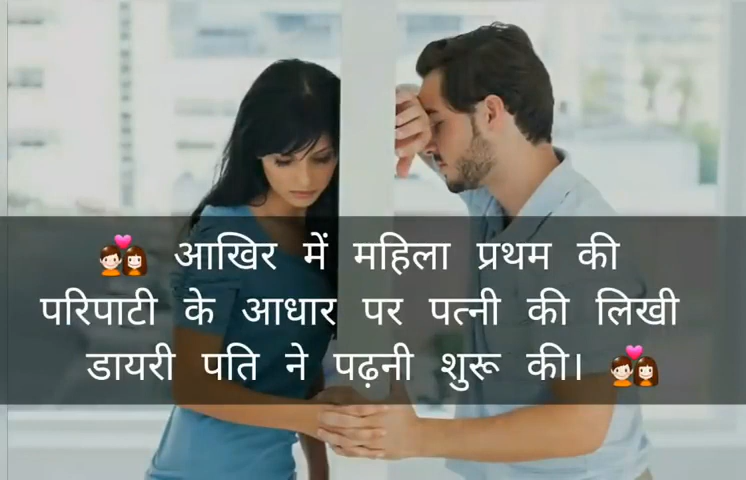 💑 आखिर में महिला प्रथम की
परिपाटी के आधार पर पत्नी की लिखी
डायरी पति ने पढ़नी शुरू की। 💑